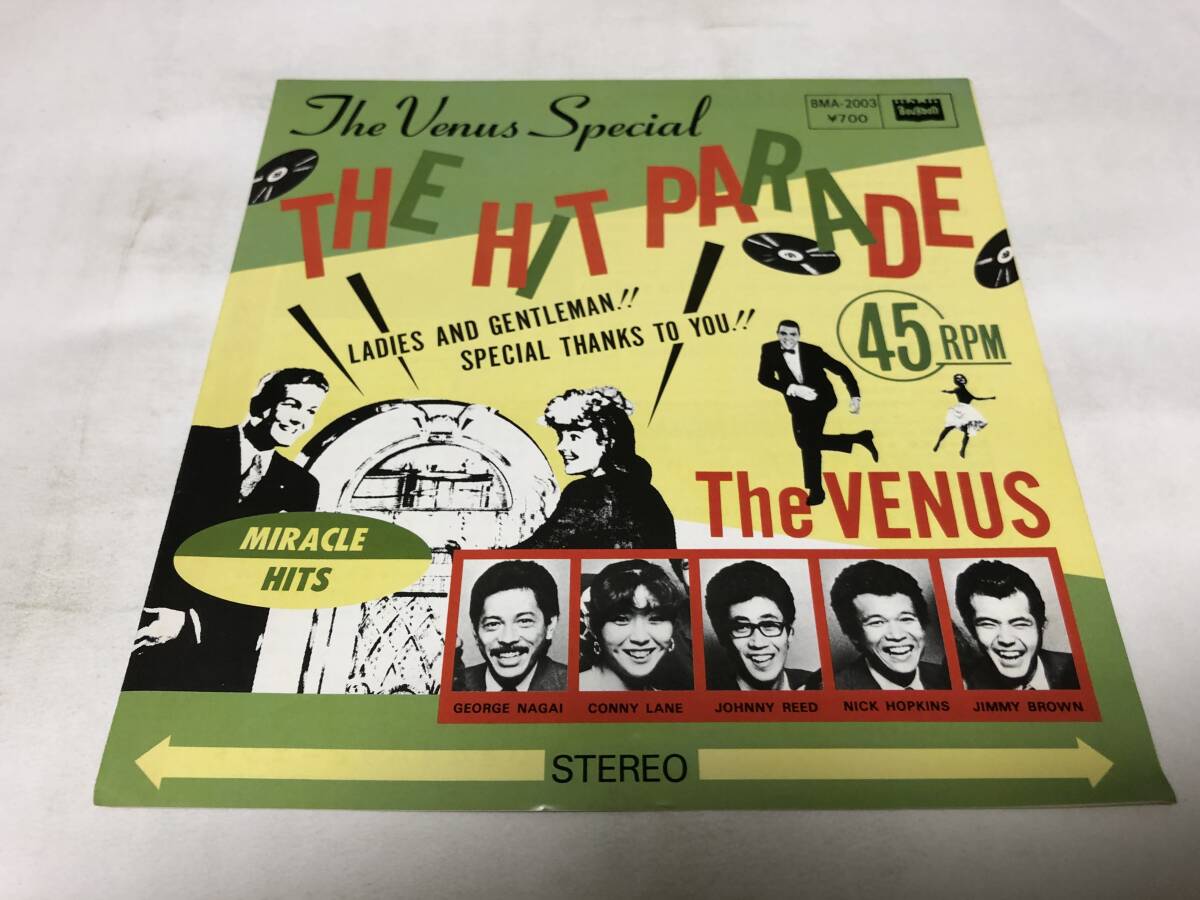 The Venus Special
BMA-2003
¥700
THE HIT PARADE
LADIES AND GENTLEMAN!!
SPECIAL THANKS TO YOU!!
45 RPM
The VENUS
MIRACLE
HITS
GEORGE NAGAI CONNY LANE JOHNNY REED NICK HOPKINS JIMMY BROWN
STEREO